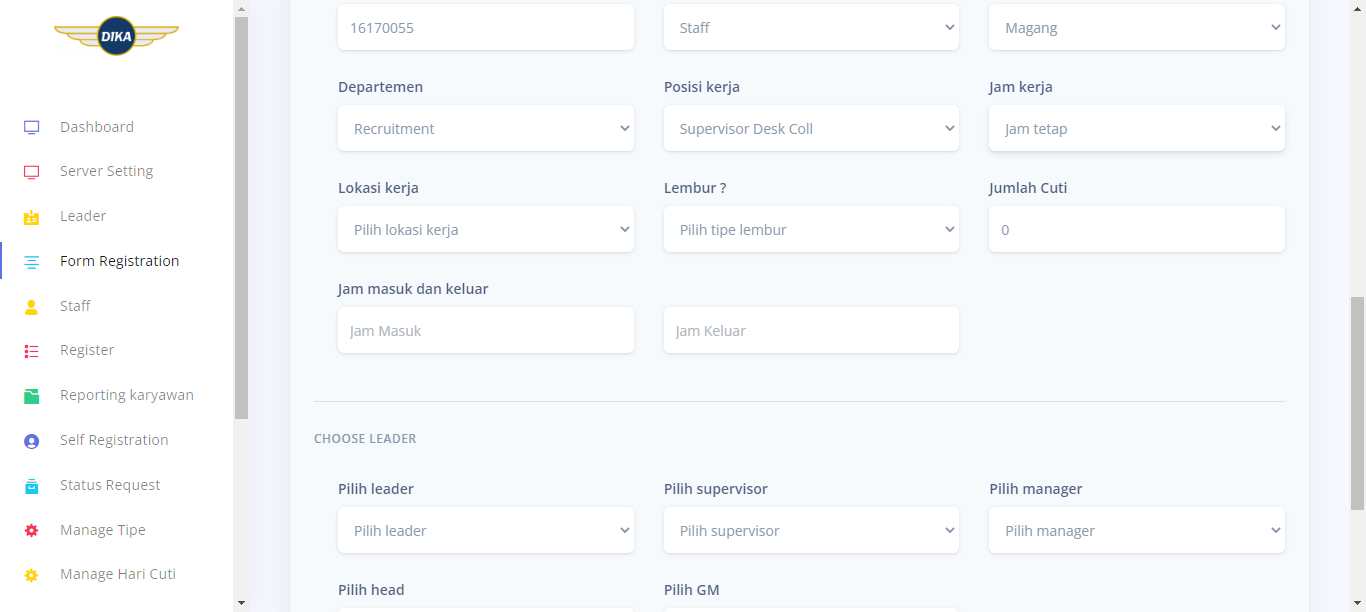 DIKA
Dashboard
Server Setting
Leader
Form Registration
Staff
Register
Reporting karyawan
Self Registration
Status Request
Manage Tipe
Manage Hari Cuti
16170055
Staff
Magang
Departemen
Posisi kerja
Jam kerja
Recruitment
Supervisor Desk Coll
Jam tetap
Lokasi kerja
Lembur ?
Jumlah Cuti
Pilih lokasi kerja
Pilih tipe lembur
0
Jam masuk dan keluar
Jam Masuk
Jam Keluar
CHOOSE LEADER
Pilih leader
Pilih supervisor
Pilih manager
Pilih leader
Pilih supervisor
Pilih manager
Pilih head
Pilih GM